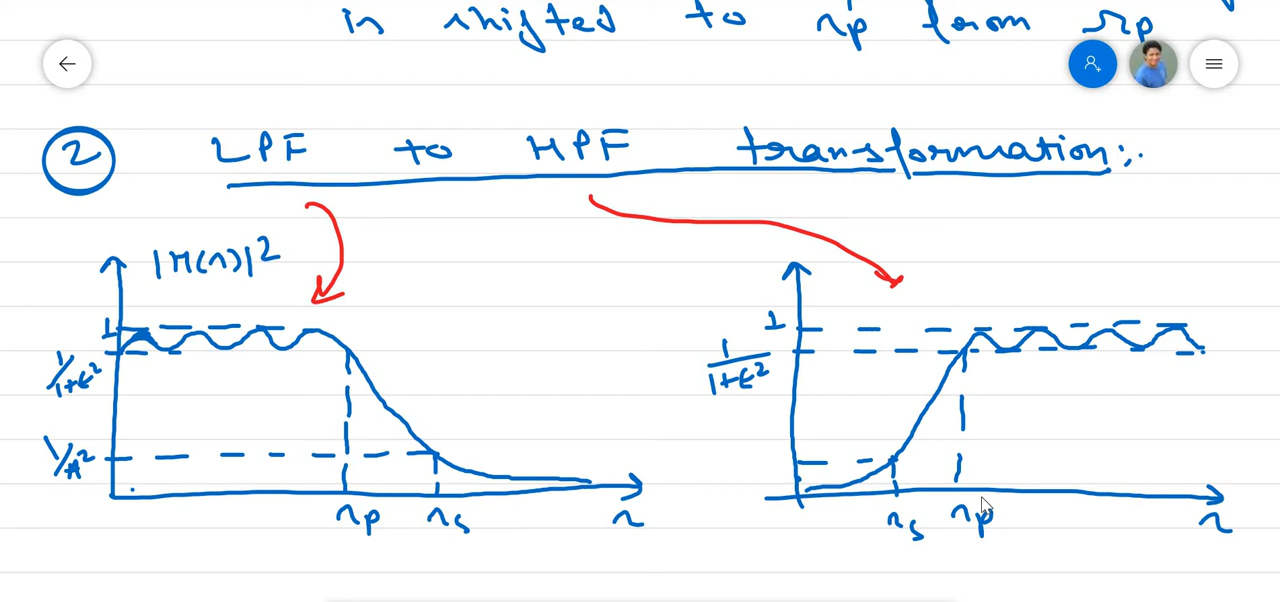 is shifted to Ωp from Ωp
2 LPF to HPF transformation:.
|H(Ω)|2
1
1/1+ε2
1/A2
Ωp Ωs Ω
1
1/1+ε2
Ωs Ωp Ω